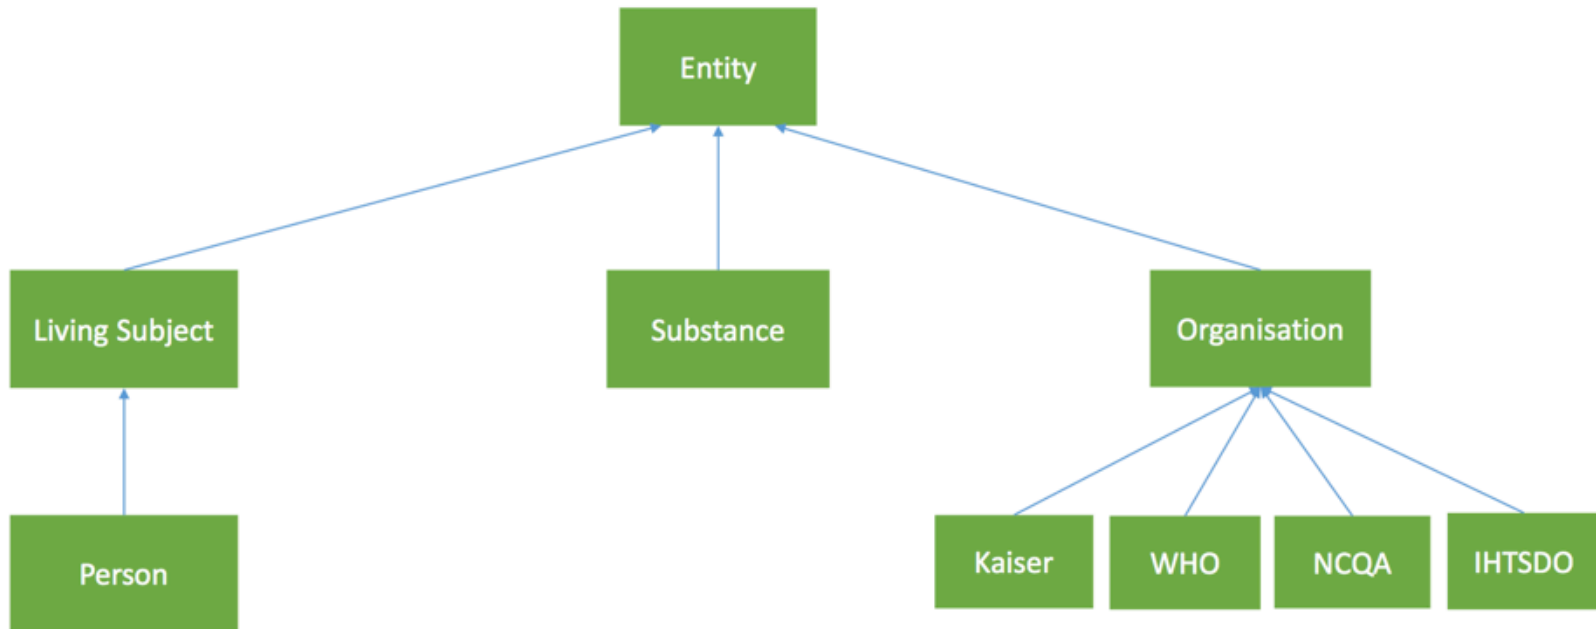 Entity
Living Subject
Substance
Organisation
Person
Kaiser
WHO
NCQA
IHTSDO